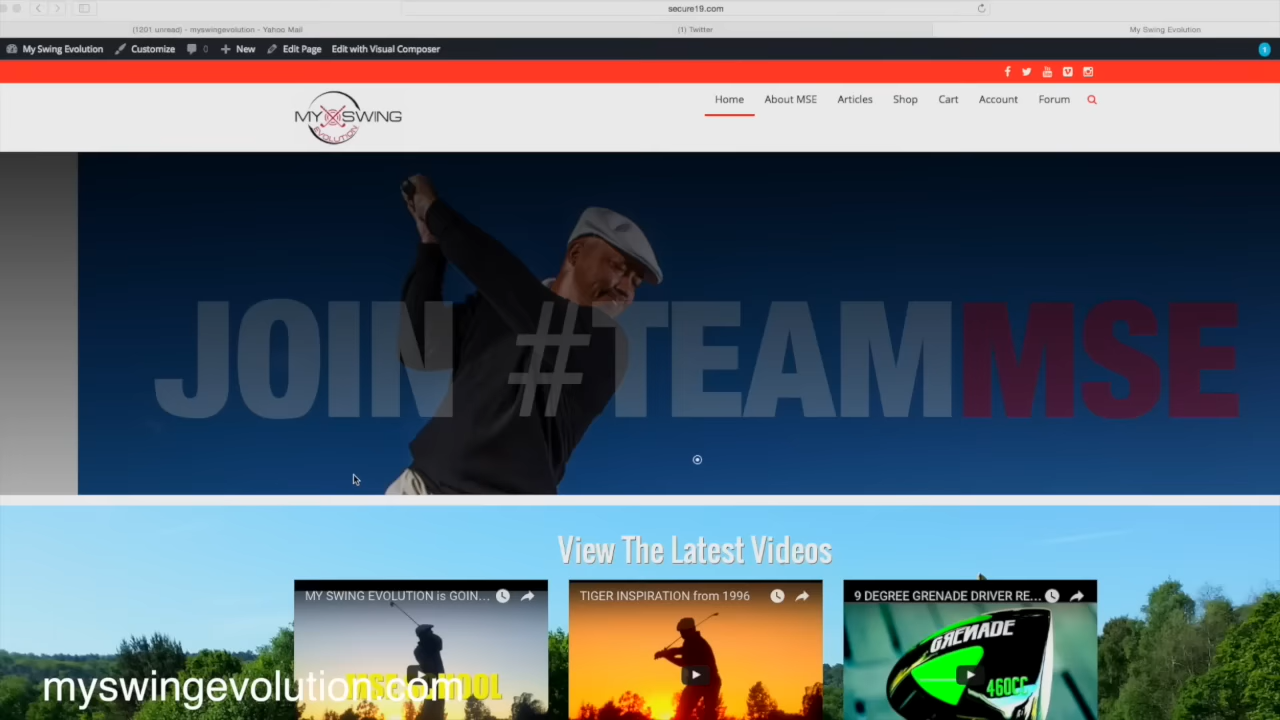 secure19.com
(1201 unread) - myswingevolution - Yahoo Mail
(1) Twitter
My Swing Evolution
My Swing Evolution Customize 0 New Edit Page Edit with Visual Composer 1
MY SWING
EVOLUTION
Home About MSE Articles Shop Cart Account Forum
JOIN #TEAMMSE
View The Latest Videos
MY SWING EVOLUTION is GOIN...
TIGER INSPIRATION from 1996
9 DEGREE GRENADE DRIVER RE...
GRENADE
460CC
myswingevolution.com